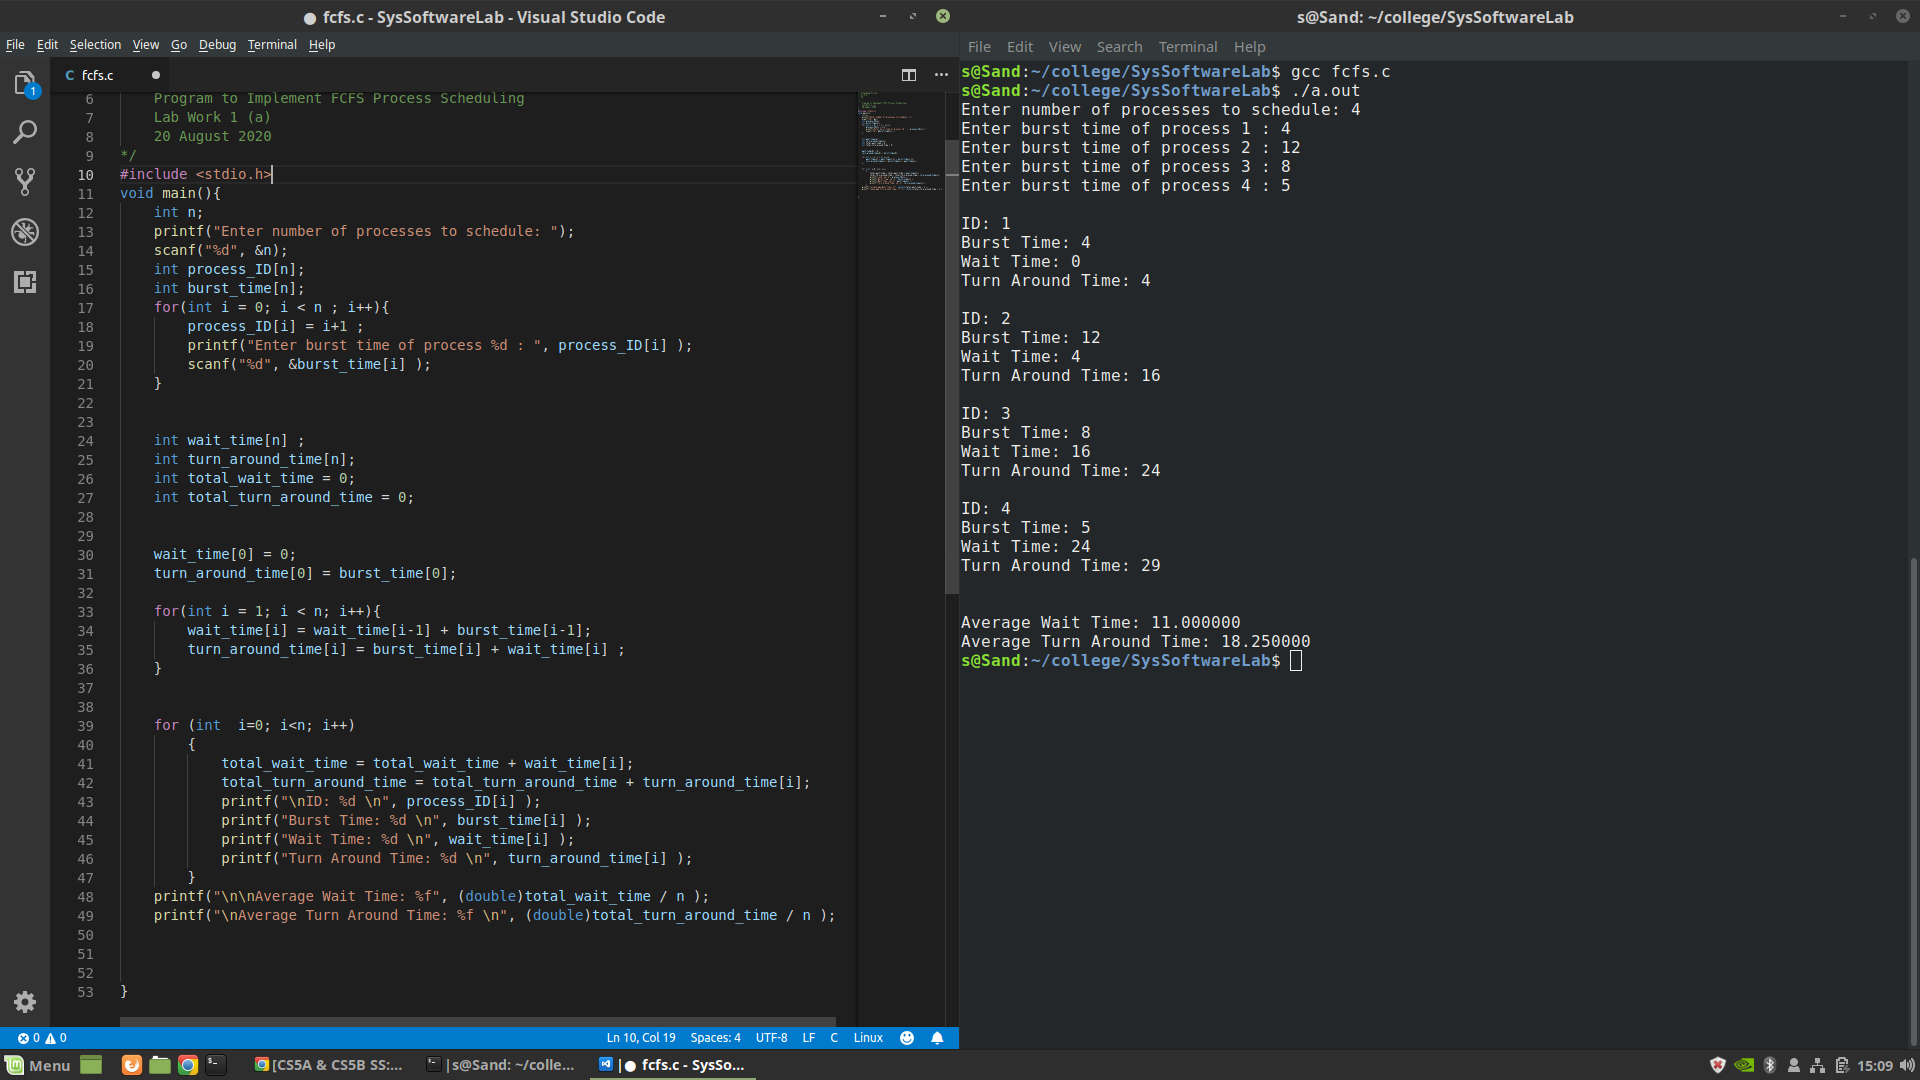 ● fcfs.c - SysSoftwareLab - Visual Studio Code
File Edit Selection View Go Debug Terminal Help
1
C fcfs.c
6 Program to Implement FCFS Process Scheduling
7 Lab Work 1 (a)
8 20 August 2020
9 */
10 #include <stdio.h>
11 void main(){
12 int n;
13 printf("Enter number of processes to schedule: ");
14 scanf("%d", &n);
15 int process_ID[n];
16 int burst_time[n];
17 for(int i = 0; i < n ; i++){
18 process_ID[i] = i+1 ;
19 printf("Enter burst time of process %d : ", process_ID[i] );
20 scanf("%d", &burst_time[i] );
21 }
22
23
24 int wait_time[n] ;
25 int turn_around_time[n];
26 int total_wait_time = 0;
27 int total_turn_around_time = 0;
28
29
30 wait_time[0] = 0;
31 turn_around_time[0] = burst_time[0];
32
33 for(int i = 1; i < n; i++){
34 wait_time[i] = wait_time[i-1] + burst_time[i-1];
35 turn_around_time[i] = burst_time[i] + wait_time[i] ;
36 }
37
38
39 for (int  i=0; i<n; i++)
40 {
41 total_wait_time = total_wait_time + wait_time[i];
42 total_turn_around_time = total_turn_around_time + turn_around_time[i];
43 printf("\nID: %d \n", process_ID[i] );
44 printf("Burst Time: %d \n", burst_time[i] );
45 printf("Wait Time: %d \n", wait_time[i] );
46 printf("Turn Around Time: %d \n", turn_around_time[i] );
47 }
48 printf("\n\nAverage Wait Time: %f", (double)total_wait_time / n );
49 printf("\nAverage Turn Around Time: %f \n", (double)total_turn_around_time / n );
50
51
52
53 }
0 0 Ln 10, Col 19 Spaces: 4 UTF-8 LF C Linux
s@Sand: ~/college/SysSoftwareLab
File Edit View Search Terminal Help
s@Sand:~/college/SysSoftwareLab$ gcc fcfs.c
s@Sand:~/college/SysSoftwareLab$ ./a.out
Enter number of processes to schedule: 4
Enter burst time of process 1 : 4
Enter burst time of process 2 : 12
Enter burst time of process 3 : 8
Enter burst time of process 4 : 5
ID: 1
Burst Time: 4
Wait Time: 0
Turn Around Time: 4
ID: 2
Burst Time: 12
Wait Time: 4
Turn Around Time: 16
ID: 3
Burst Time: 8
Wait Time: 16
Turn Around Time: 24
ID: 4
Burst Time: 5
Wait Time: 24
Turn Around Time: 29
Average Wait Time: 11.000000
Average Turn Around Time: 18.250000
s@Sand:~/college/SysSoftwareLab$
Menu [CS5A & CS5B SS:... |s@Sand: ~/colle... |● fcfs.c - SysSo... 15:09